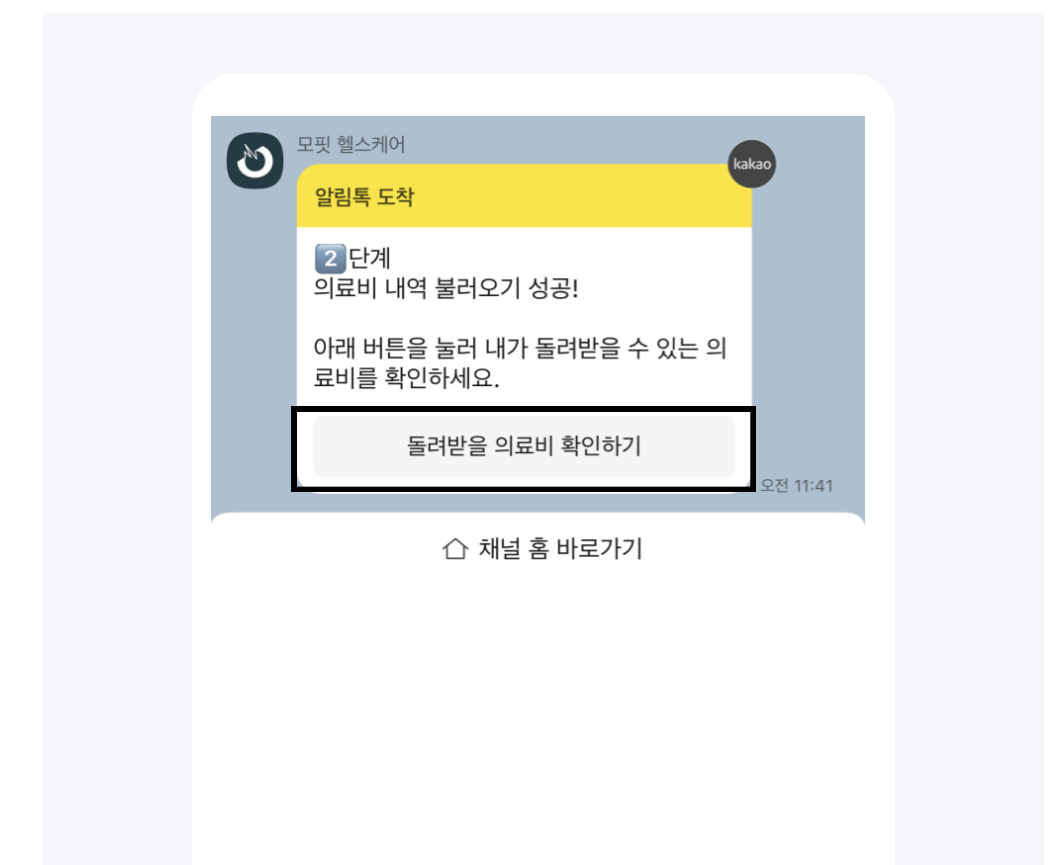 모핏 헬스케어
kakao
알림톡 도착
2 단계
의료비 내역 불러오기 성공!
아래 버튼을 눌러 내가 돌려받을 수 있는 의
료비를 확인하세요.
돌려받을 의료비 확인하기
오전 11:41
채널 홈 바로가기